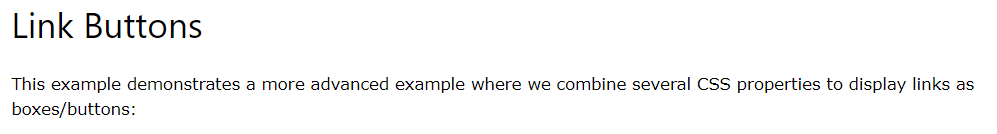 Link Buttons
This example demonstrates a more advanced example where we combine several CSS properties to display links as
boxes/buttons: